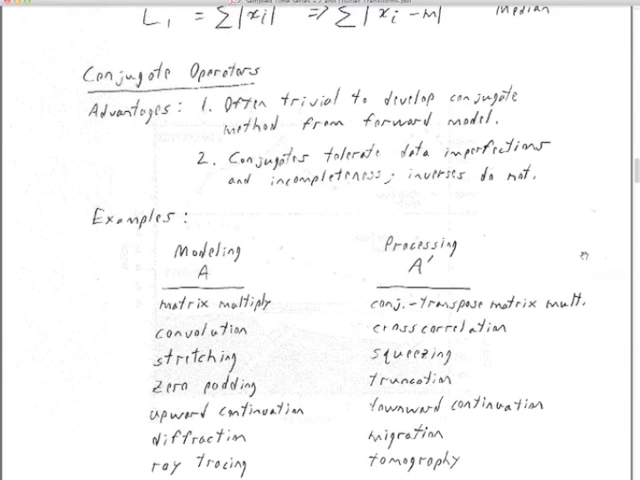 L₁ = ∑|xᵢ| ⇒ ∑|xᵢ - m| Median
Conjugate Operators
Advantages: 1. Often trivial to develop conjugate
method from forward model.
2. Conjugates tolerate data imperfections
and incompleteness; inverses do not.
Examples:
Modeling Processing
A A'
matrix multiply conj.-transpose matrix mult.
convolution crosscorrelation
stretching squeezing
zero padding truncation
upward continuation downward continuation
diffraction migration
ray tracing tomography